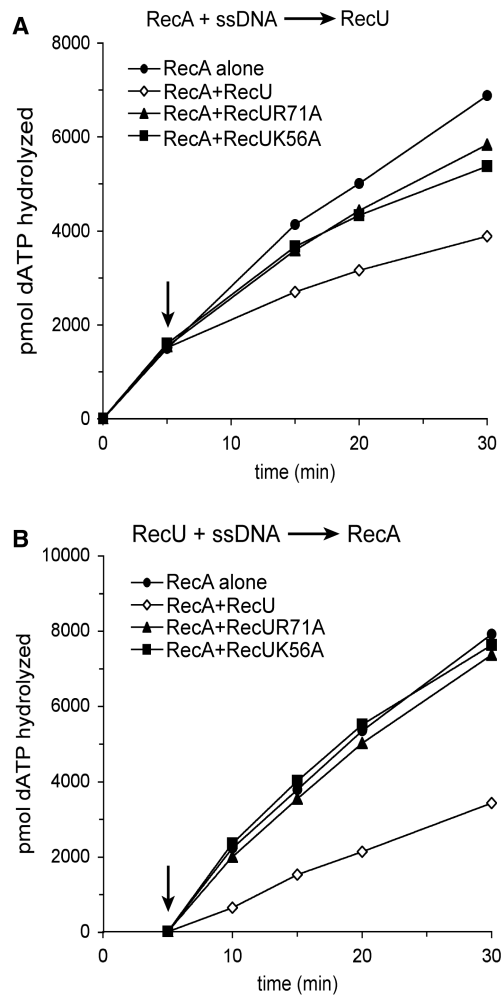 A
RecA + ssDNA → RecU
8000
6000
4000
2000
0
pmol dATP hydrolyzed
RecA alone
RecA+RecU
RecA+RecUR71A
RecA+RecUK56A
0 10 20 30
time (min)
B
RecU + ssDNA → RecA
10000
8000
6000
4000
2000
0
pmol dATP hydrolyzed
RecA alone
RecA+RecU
RecA+RecUR71A
RecA+RecUK56A
0 10 20 30
time (min)